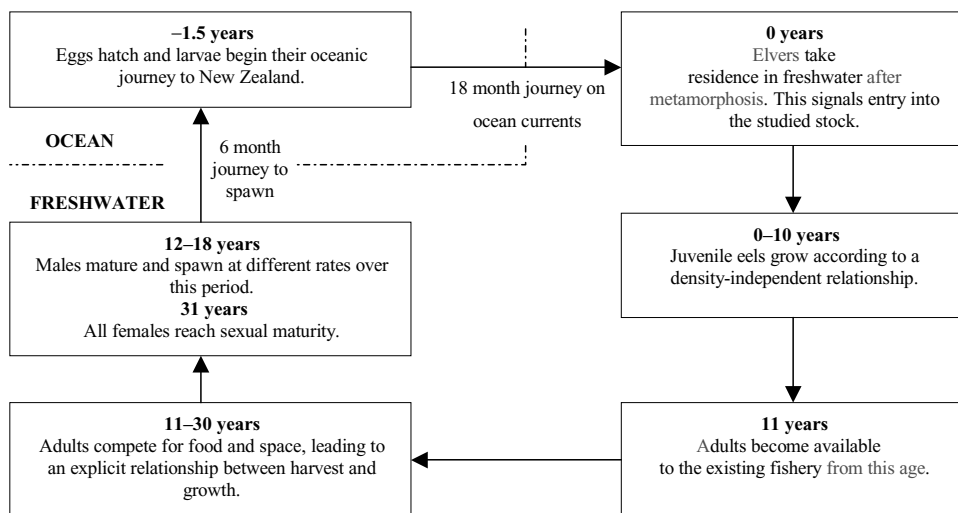 –1.5 years
Eggs hatch and larvae begin their oceanic
journey to New Zealand.
18 month journey on
ocean currents
0 years
Elvers take
residence in freshwater after
metamorphosis. This signals entry into
the studied stock.
OCEAN
6 month
journey to
spawn
FRESHWATER
12–18 years
Males mature and spawn at different rates over
this period.
31 years
All females reach sexual maturity.
0–10 years
Juvenile eels grow according to a
density-independent relationship.
11–30 years
Adults compete for food and space, leading to
an explicit relationship between harvest and
growth.
11 years
Adults become available
to the existing fishery from this age.